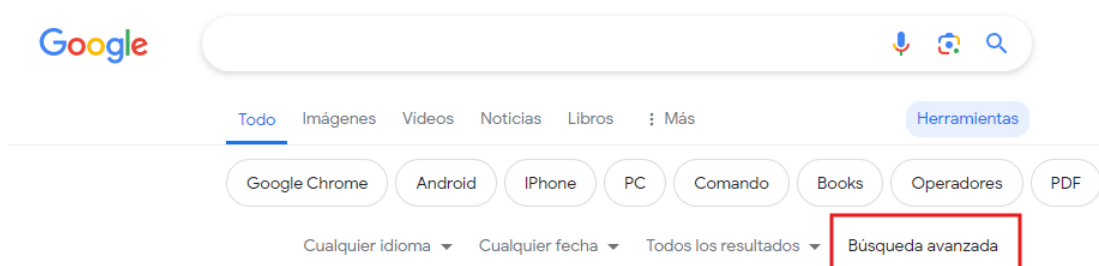 Google
Todo Imágenes Videos Noticias Libros Más Herramientas
Google Chrome Android IPhone PC Comando Books Operadores PDF
Cualquier idioma Cualquier fecha Todos los resultados Búsqueda avanzada